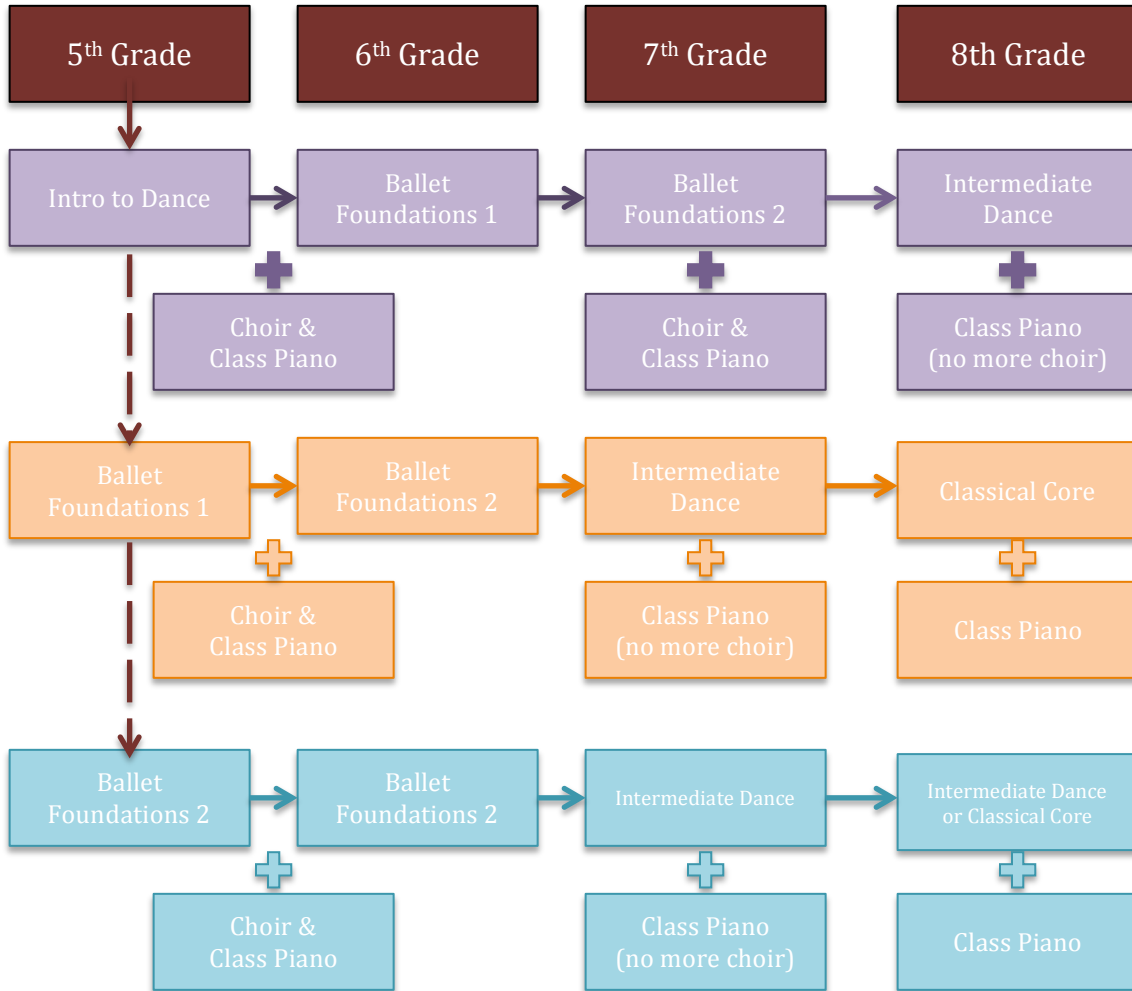 5th Grade
6th Grade
7th Grade
8th Grade
Intro to Dance
Ballet
Foundations 1
Ballet
Foundations 2
Intermediate
Dance
Choir &
Class Piano
Choir &
Class Piano
Class Piano
(no more choir)
Ballet
Foundations 1
Ballet
Foundations 2
Intermediate
Dance
Classical Core
Choir &
Class Piano
Class Piano
(no more choir)
Class Piano
Ballet
Foundations 2
Ballet
Foundations 2
Intermediate Dance
Intermediate Dance
or Classical Core
Choir &
Class Piano
Class Piano
(no more choir)
Class Piano